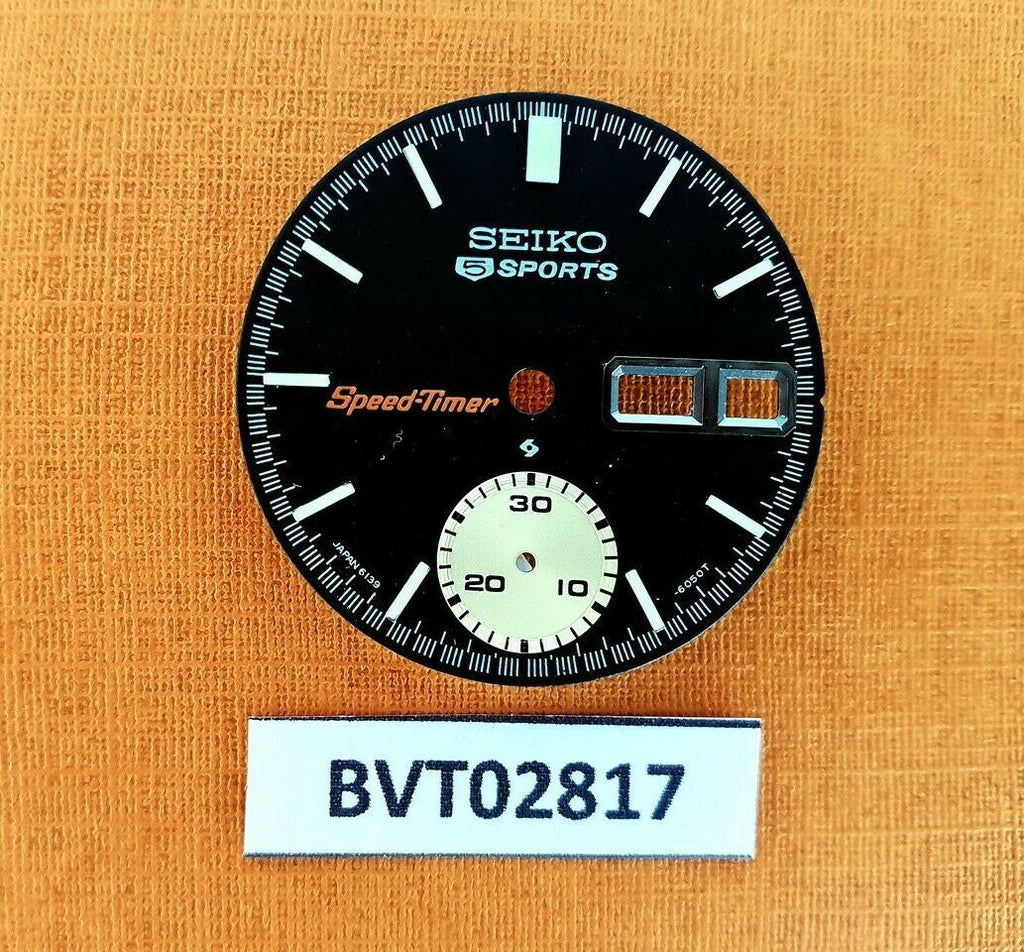 SEIKO
5 SPORTS
Speed-Timer
30
20 10
JAPAN 6139 -6050T
BVT02817